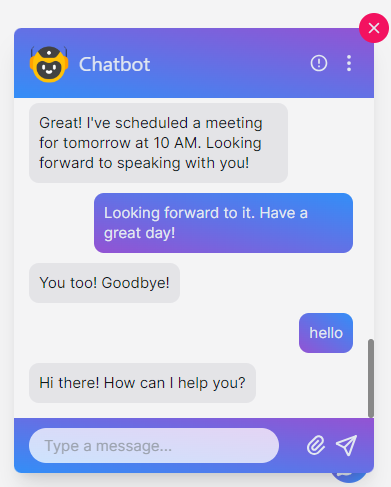 Chatbot
Great! I've scheduled a meeting
for tomorrow at 10 AM. Looking
forward to speaking with you!
Looking forward to it. Have a
great day!
You too! Goodbye!
hello
Hi there! How can I help you?
Type a message...